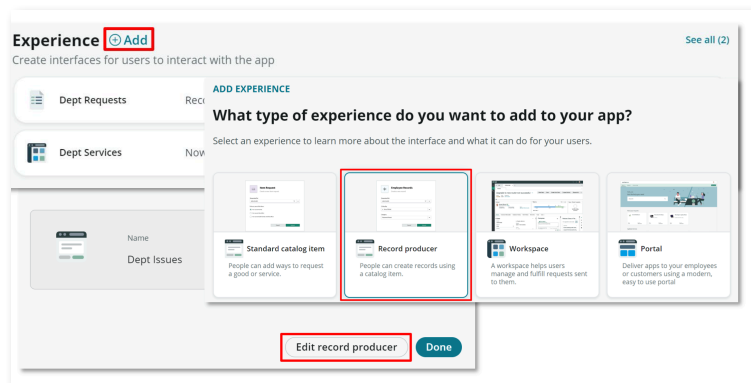 Experience Add
See all (2)
Create interfaces for users to interact with the app
Dept Requests
Reco
Dept Services
Now
ADD EXPERIENCE
What type of experience do you want to add to your app?
Select an experience to learn more about the interface and what it can do for your users.
Standard catalog item
People can add ways to request
a good or service.
Record producer
People can create records using
a catalog item.
Workspace
A workspace helps users
manage and fulfill requests sent
to them.
Portal
Deliver apps to your employees
or customers using a modern,
easy to use portal
Name
Dept Issues
Edit record producer
Done